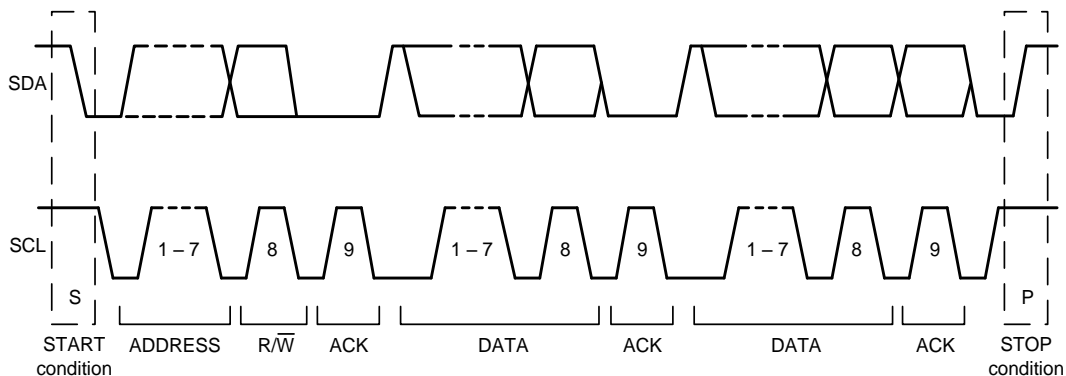 SDA
SCL
1 – 7
8
9
1 – 7
8
9
1 – 7
8
9
S
P
START
condition
ADDRESS
R/W̅
ACK
DATA
ACK
DATA
ACK
STOP
condition